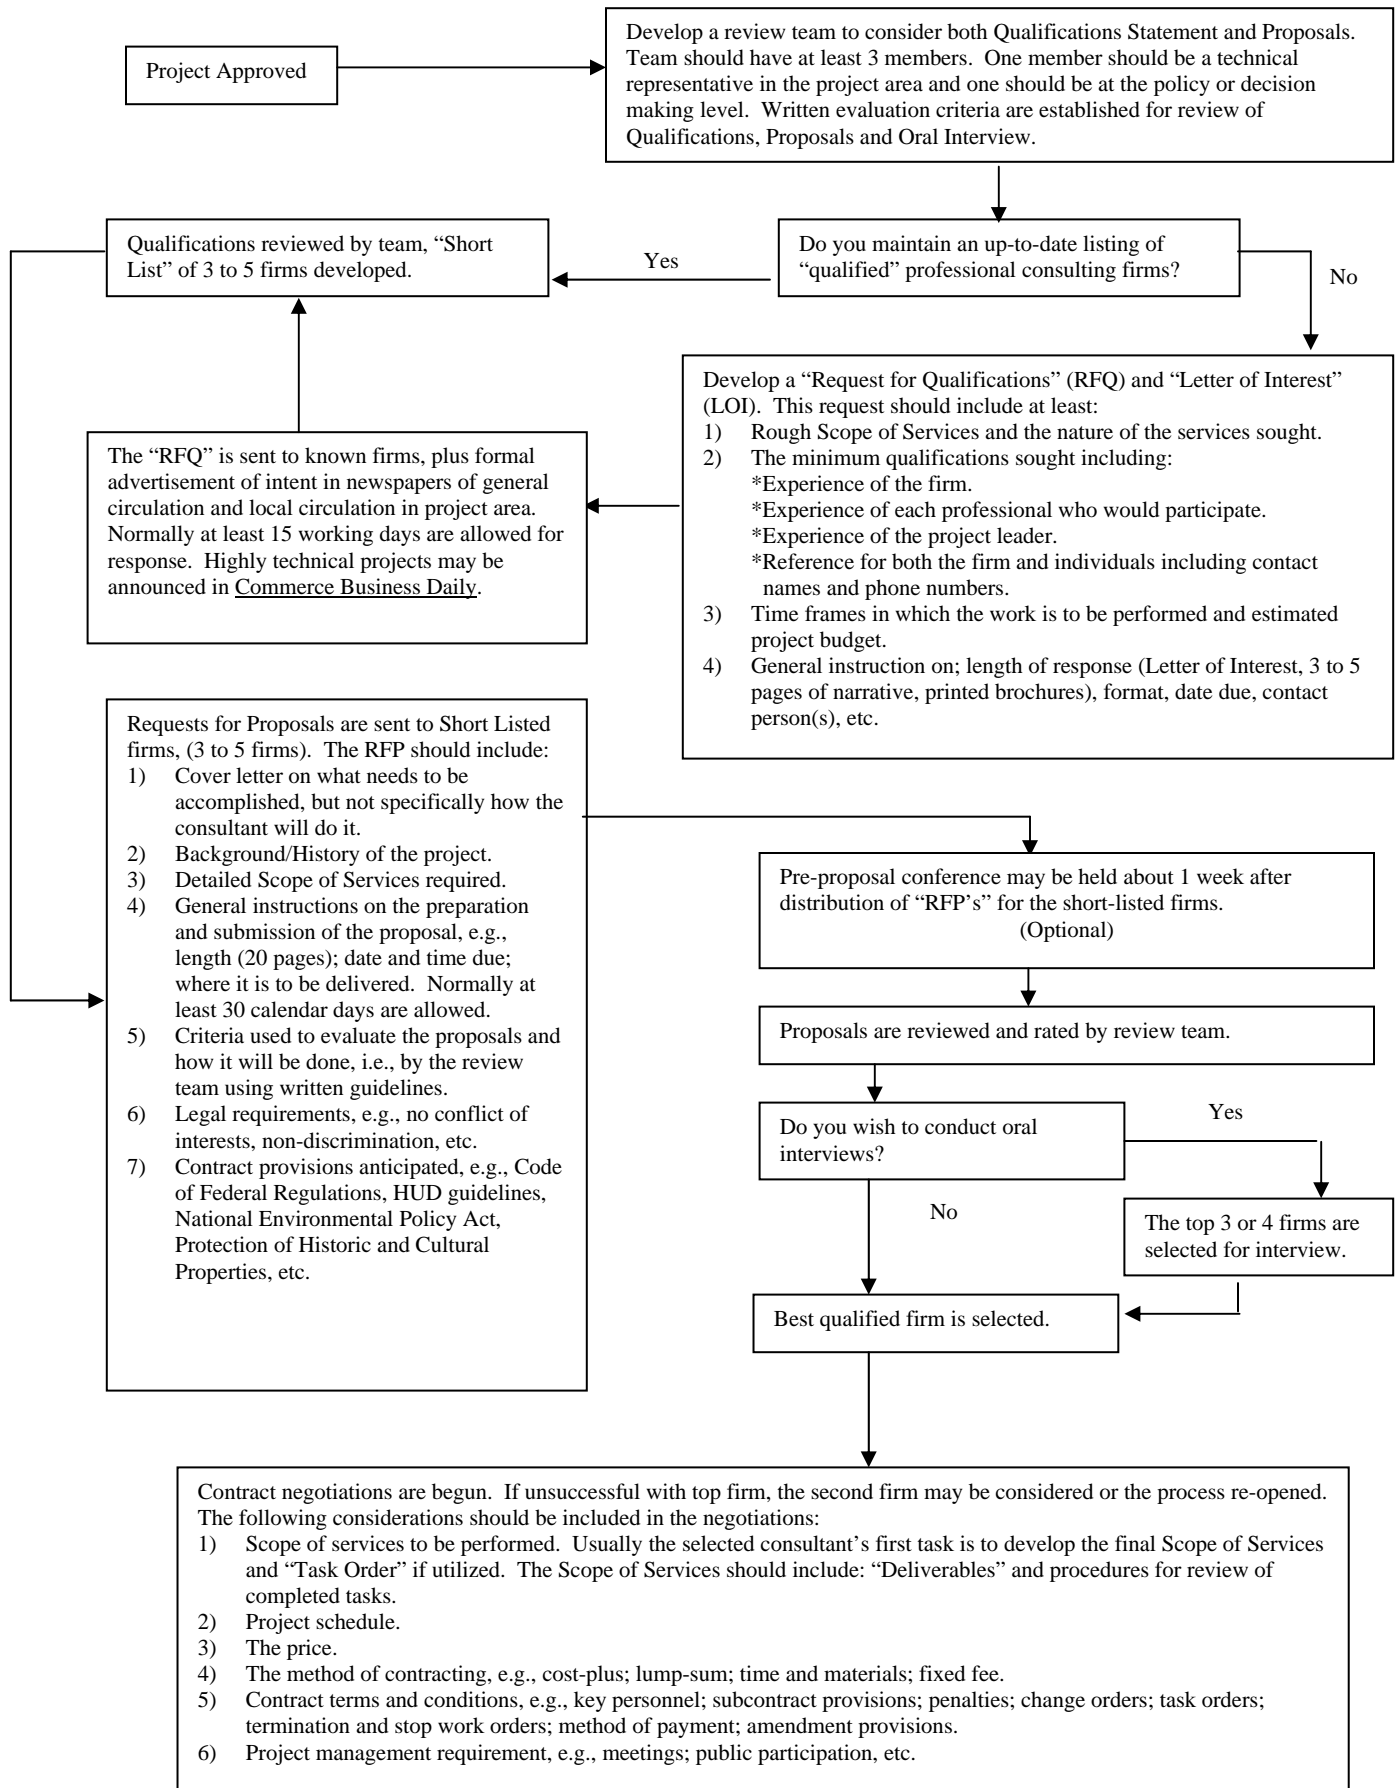 Project Approved
Develop a review team to consider both Qualifications Statement and Proposals.
Team should have at least 3 members.  One member should be a technical
representative in the project area and one should be at the policy or decision
making level.  Written evaluation criteria are established for review of
Qualifications, Proposals and Oral Interview.
Do you maintain an up-to-date listing of
“qualified” professional consulting firms?
Yes
No
Qualifications reviewed by team, “Short
List” of 3 to 5 firms developed.
Develop a “Request for Qualifications” (RFQ) and “Letter of Interest”
(LOI).  This request should include at least:
1) Rough Scope of Services and the nature of the services sought.
2) The minimum qualifications sought including:
*Experience of the firm.
*Experience of each professional who would participate.
*Experience of the project leader.
*Reference for both the firm and individuals including contact
names and phone numbers.
3) Time frames in which the work is to be performed and estimated
project budget.
4) General instruction on; length of response (Letter of Interest, 3 to 5
pages of narrative, printed brochures), format, date due, contact
person(s), etc.
The “RFQ” is sent to known firms, plus formal
advertisement of intent in newspapers of general
circulation and local circulation in project area.
Normally at least 15 working days are allowed for
response.  Highly technical projects may be
announced in Commerce Business Daily.
Requests for Proposals are sent to Short Listed
firms, (3 to 5 firms).  The RFP should include:
1) Cover letter on what needs to be
accomplished, but not specifically how the
consultant will do it.
2) Background/History of the project.
3) Detailed Scope of Services required.
4) General instructions on the preparation
and submission of the proposal, e.g.,
length (20 pages); date and time due;
where it is to be delivered.  Normally at
least 30 calendar days are allowed.
5) Criteria used to evaluate the proposals and
how it will be done, i.e., by the review
team using written guidelines.
6) Legal requirements, e.g., no conflict of
interests, non-discrimination, etc.
7) Contract provisions anticipated, e.g., Code
of Federal Regulations, HUD guidelines,
National Environmental Policy Act,
Protection of Historic and Cultural
Properties, etc.
Pre-proposal conference may be held about 1 week after
distribution of “RFP's” for the short-listed firms.
(Optional)
Proposals are reviewed and rated by review team.
Do you wish to conduct oral
interviews?
Yes
No
The top 3 or 4 firms are
selected for interview.
Best qualified firm is selected.
Contract negotiations are begun.  If unsuccessful with top firm, the second firm may be considered or the process re-opened.
The following considerations should be included in the negotiations:
1) Scope of services to be performed.  Usually the selected consultant’s first task is to develop the final Scope of Services
and “Task Order” if utilized.  The Scope of Services should include: “Deliverables” and procedures for review of
completed tasks.
2) Project schedule.
3) The price.
4) The method of contracting, e.g., cost-plus; lump-sum; time and materials; fixed fee.
5) Contract terms and conditions, e.g., key personnel; subcontract provisions; penalties; change orders; task orders;
termination and stop work orders; method of payment; amendment provisions.
6) Project management requirement, e.g., meetings; public participation, etc.